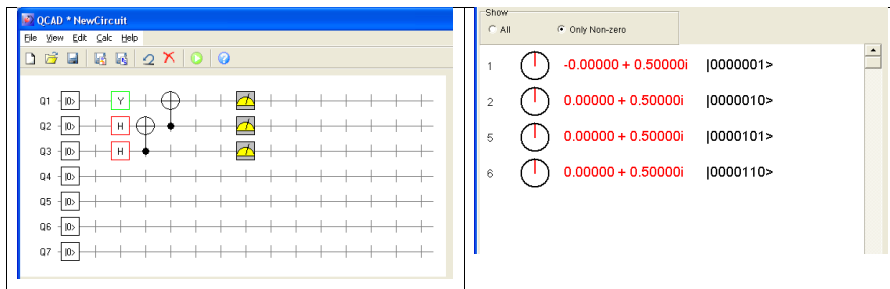 QCAD * NewCircuit
File View Edit Calc Help
Q1 |0> Y
Q2 |0> H
Q3 |0> H
Q4 |0>
Q5 |0>
Q6 |0>
Q7 |0>
Show
All Only Non-zero
1 -0.00000 + 0.50000i |0000001>
2 0.00000 + 0.50000i |0000010>
5 0.00000 + 0.50000i |0000101>
6 0.00000 + 0.50000i |0000110>